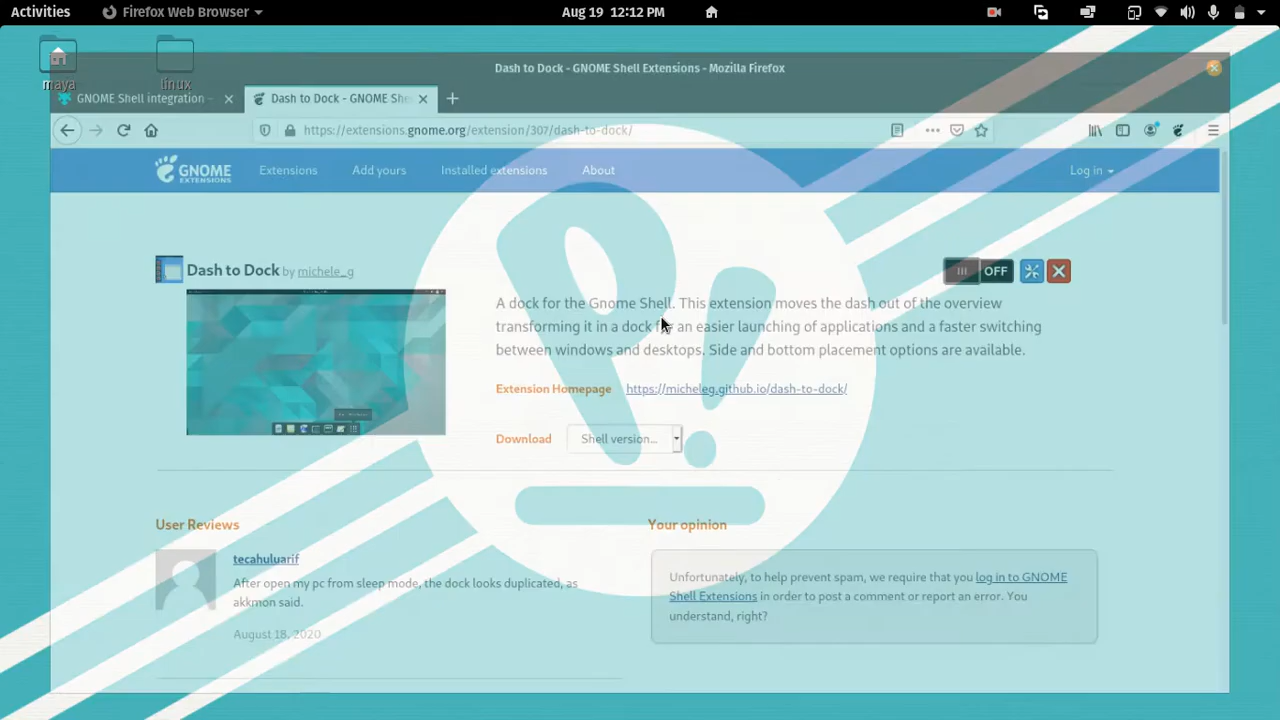 Activities
Firefox Web Browser
Aug 19 12:12 PM
maya
linux
Dash to Dock - GNOME Shell Extensions - Mozilla Firefox
GNOME Shell integration -
Dash to Dock - GNOME She
https://extensions.gnome.org/extension/307/dash-to-dock/
GNOME EXTENSIONS
Extensions
Add yours
Installed extensions
About
Log in
Dash to Dock by michele_g
OFF
A dock for the Gnome Shell. This extension moves the dash out of the overview
transforming it in a dock for an easier launching of applications and a faster switching
between windows and desktops. Side and bottom placement options are available.
Extension Homepage https://micheleg.github.io/dash-to-dock/
Download Shell version...
User Reviews
tecahuluarif
After open my pc from sleep mode, the dock looks duplicated, as
akkmon said.
August 18, 2020
Your opinion
Unfortunately, to help prevent spam, we require that you log in to GNOME
Shell Extensions in order to post a comment or report an error. You
understand, right?